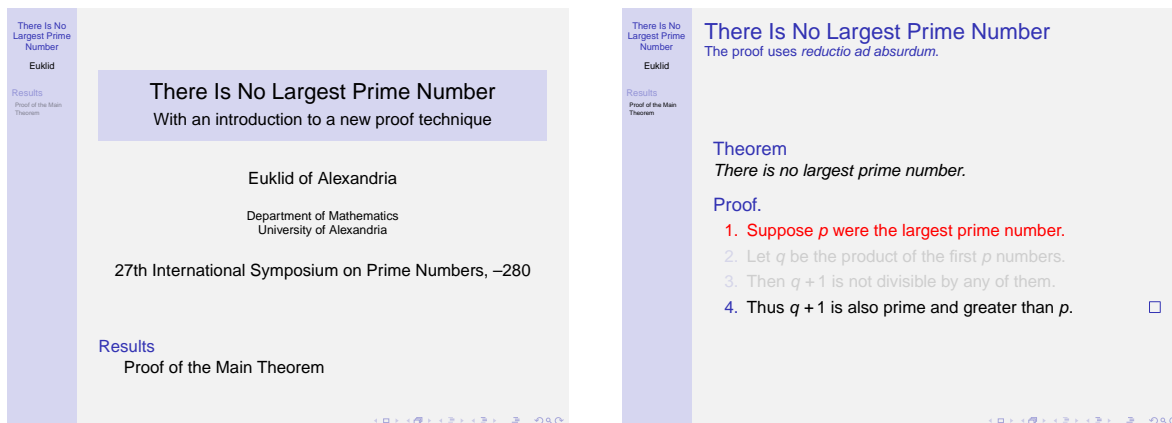 There Is No
Largest Prime
Number
Euklid
Results
Proof of the Main
Theorem
There Is No Largest Prime Number
With an introduction to a new proof technique
Euklid of Alexandria
Department of Mathematics
University of Alexandria
27th International Symposium on Prime Numbers, –280
Results
Proof of the Main Theorem
There Is No
Largest Prime
Number
Euklid
Results
Proof of the Main
Theorem
There Is No Largest Prime Number
The proof uses reductio ad absurdum.
Theorem
There is no largest prime number.
Proof.
1. Suppose p were the largest prime number.
2. Let q be the product of the first p numbers.
3. Then q + 1 is not divisible by any of them.
4. Thus q + 1 is also prime and greater than p. □